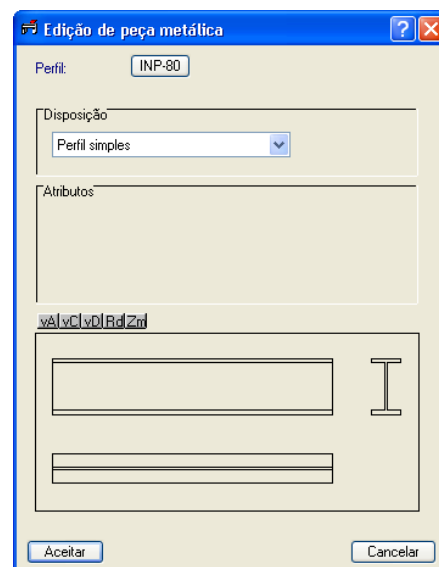 Edição de peça metálica
Perfil: INP-80
Disposição
Perfil simples
Atributos
vA vC vD Rd Zm
Aceitar Cancelar